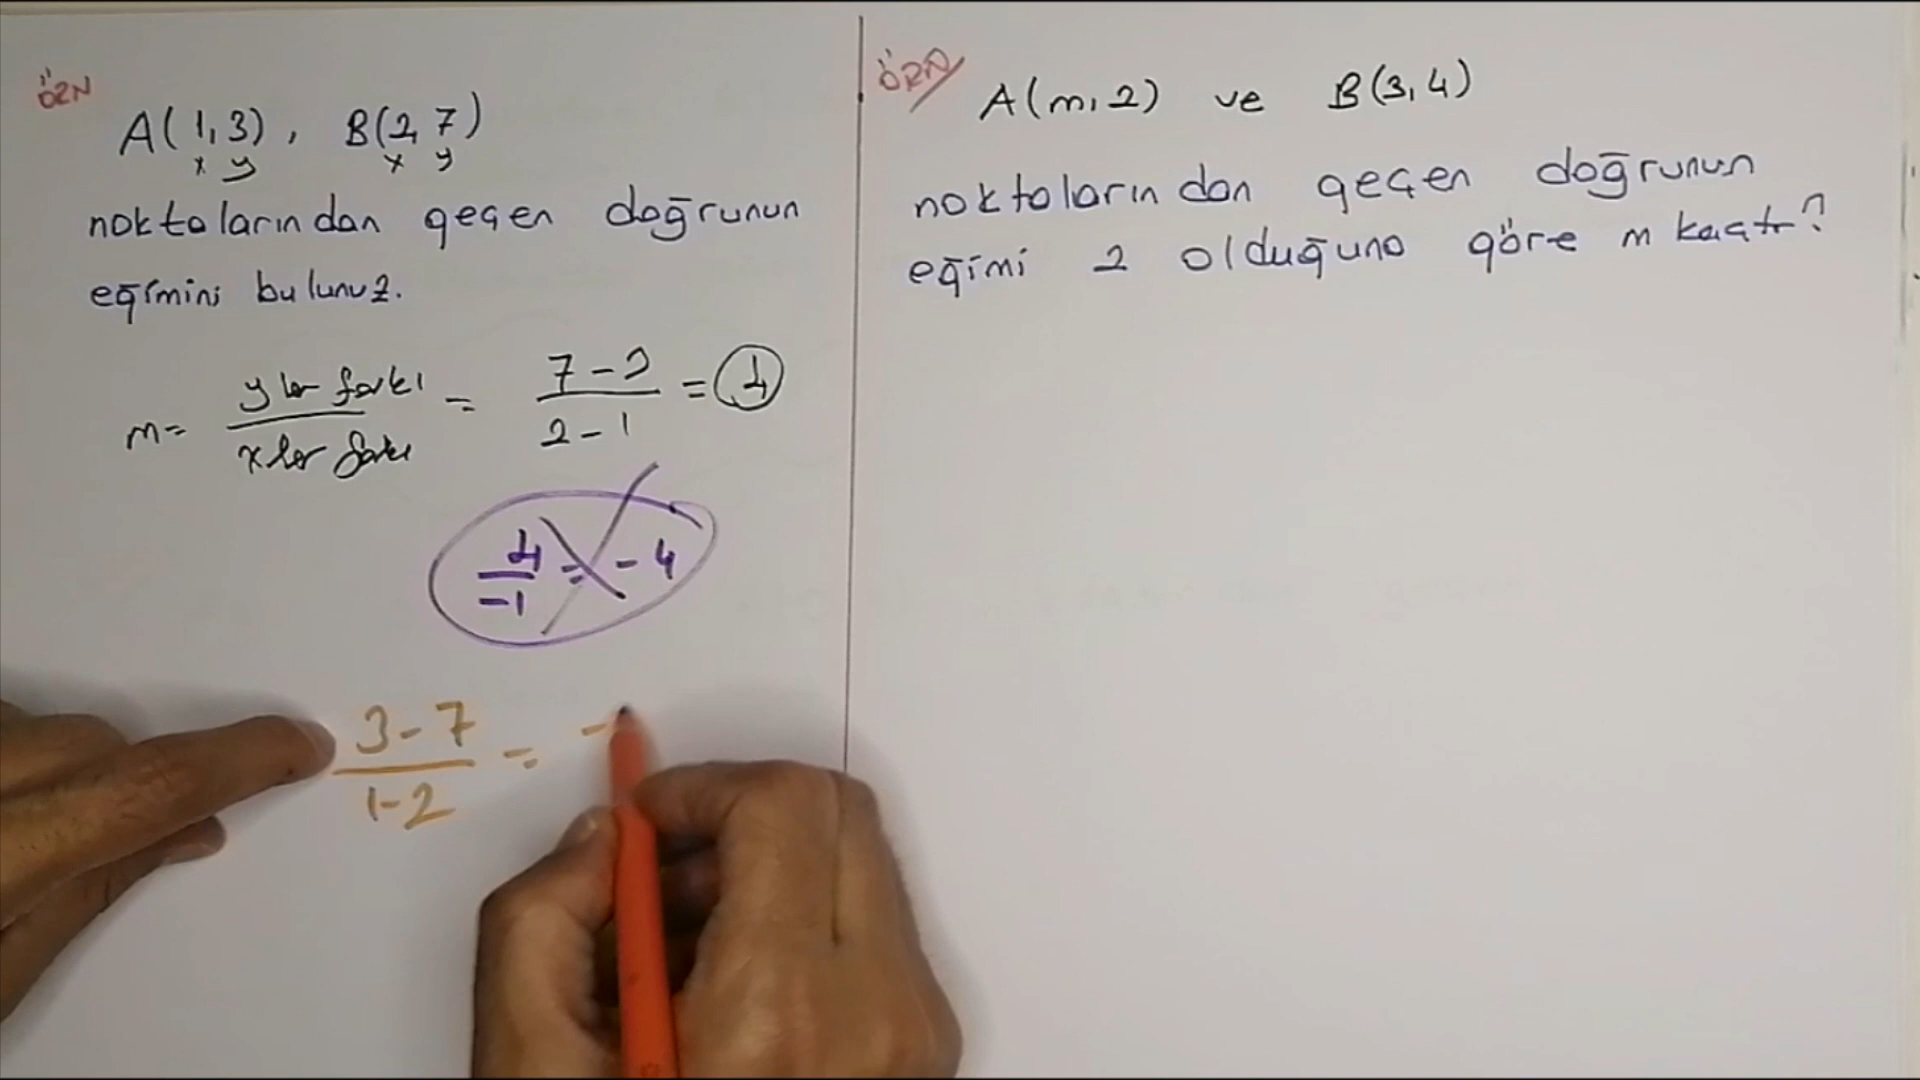 ÖRN
A(1,3), B(2,7)
x y x y
noktalarından geçen doğrunun
eğimini bulunuz.
m= yler farkı / xler farkı = 7-3 / 2-1 = 4
4 / -1 = -4
3-7 / 1-2 = -
ÖRN
A(m,2) ve B(3,4)
noktalarından geçen doğrunun
eğimi 2 olduğuna göre m kaçtır?